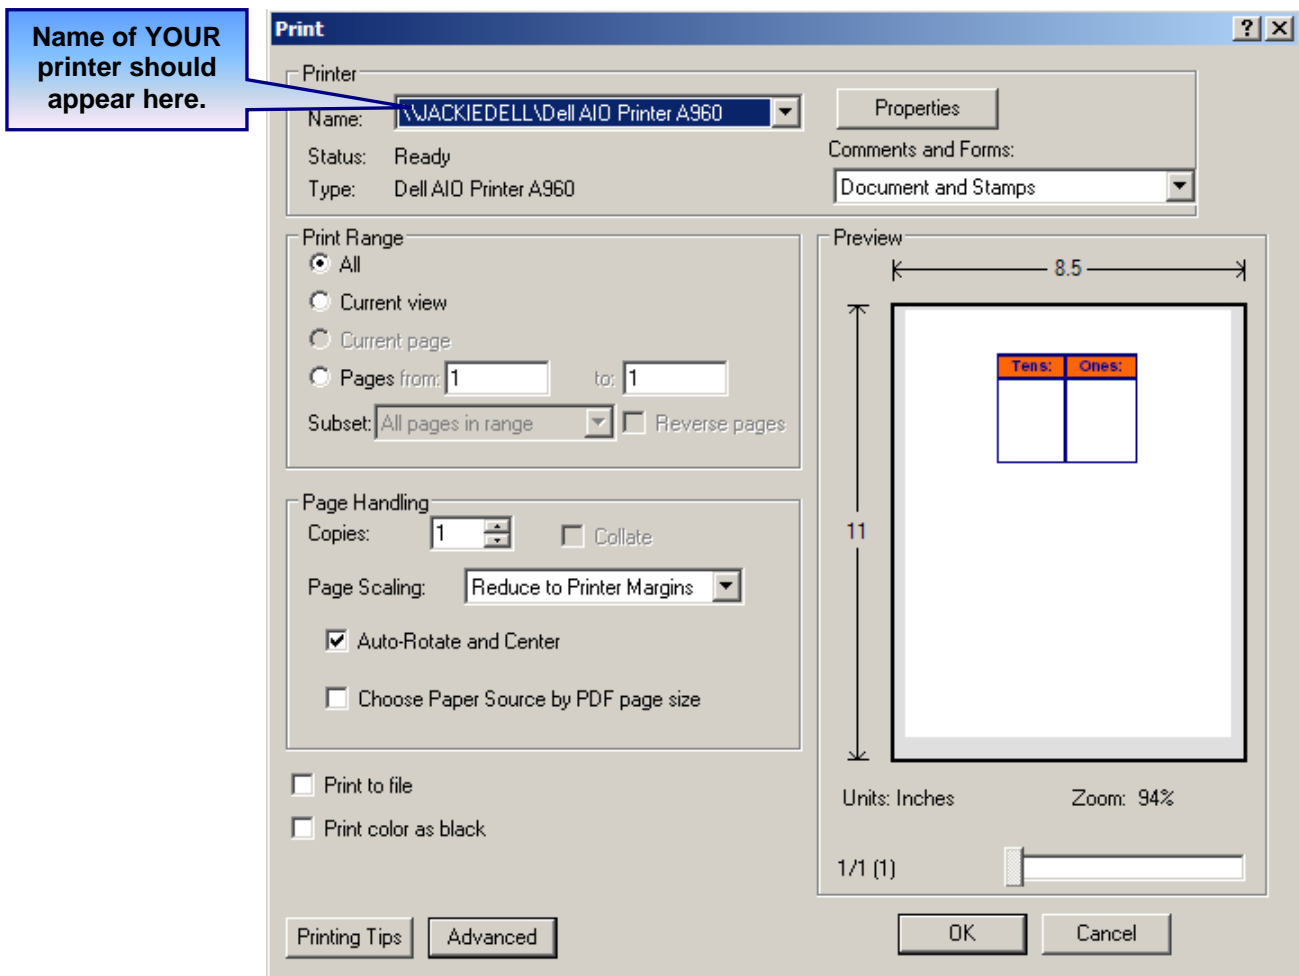 Name of YOUR
printer should
appear here.
Print
Printer
Name: \\JACKIEDELL\Dell AIO Printer A960
Properties
Status: Ready
Comments and Forms:
Type: Dell AIO Printer A960
Document and Stamps
Print Range
All
Current view
Current page
Pages from: 1 to: 1
Subset: All pages in range Reverse pages
Page Handling
Copies: 1 Collate
Page Scaling: Reduce to Printer Margins
Auto-Rotate and Center
Choose Paper Source by PDF page size
Print to file
Print color as black
Printing Tips Advanced
Preview
8.5
11
Tens: Ones:
Units: Inches Zoom: 94%
1/1 (1)
OK Cancel